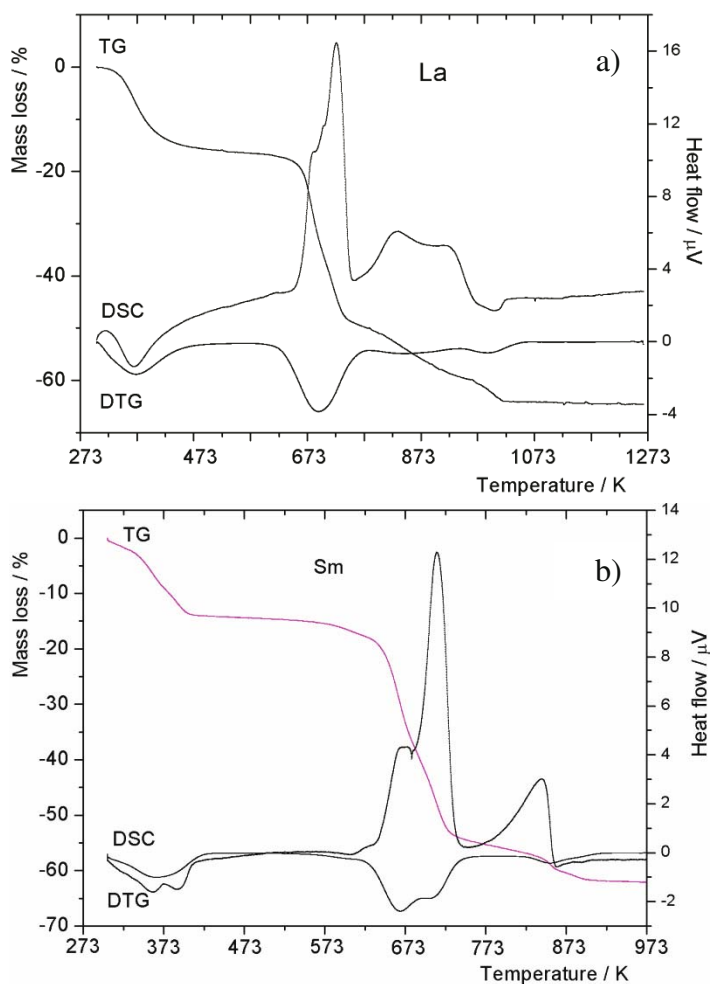 TG
La
a)
Mass loss / %
0
-20
-40
-60
16
12
8
4
0
-4
Heat flow / μV
DSC
DTG
273 473 673 873 1073 1273
Temperature / K
TG
Sm
b)
Mass loss / %
0
-10
-20
-30
-40
-50
-60
-70
14
12
10
8
6
4
2
0
-2
Heat flow / μV
DSC
DTG
273 373 473 573 673 773 873 973
Temperature / K